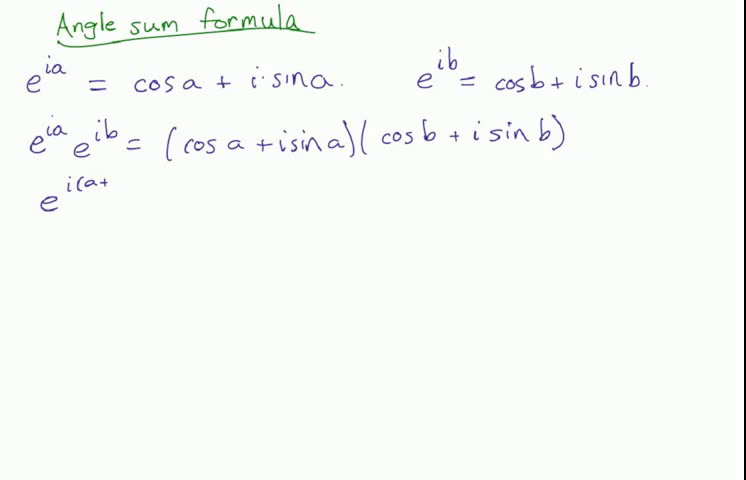 Angle sum formula
e^{ia} = cos a + i·sin a. e^{ib} = cos b + i sin b.
e^{ia} e^{ib} = (cos a + i sin a)(cos b + i sin b)
e^{i(a+